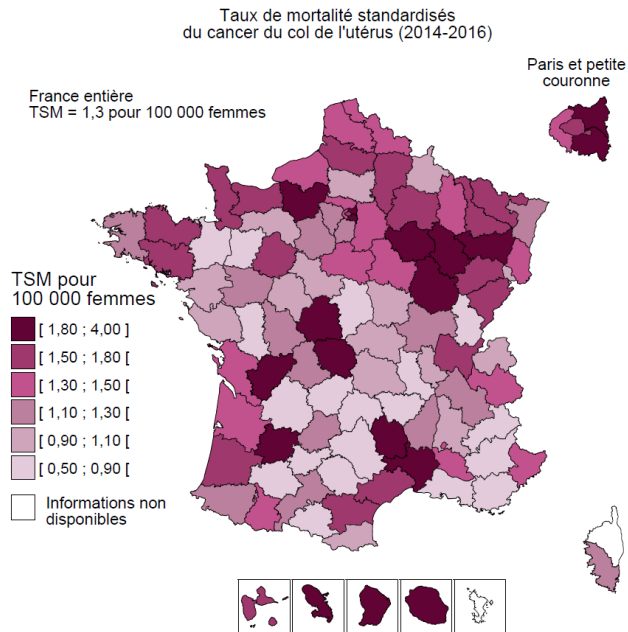 Taux de mortalité standardisés
du cancer du col de l'utérus (2014-2016)
Paris et petite
couronne
France entière
TSM = 1,3 pour 100 000 femmes
TSM pour
100 000 femmes
[ 1,80 ; 4,00 ]
[ 1,50 ; 1,80 [
[ 1,30 ; 1,50 [
[ 1,10 ; 1,30 [
[ 0,90 ; 1,10 [
[ 0,50 ; 0,90 [
Informations non
disponibles